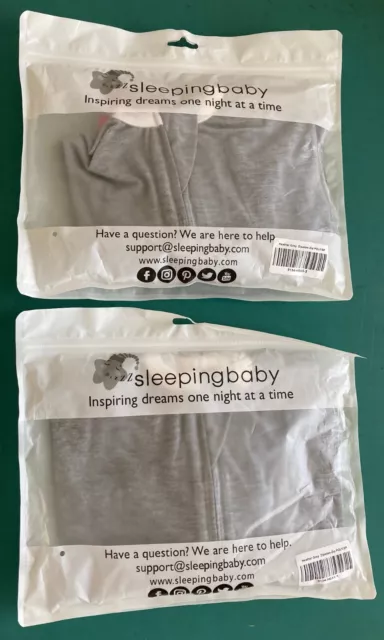 zzsleepingbaby
Inspiring dreams one night at a time
Have a question? We are here to help.
support@sleepingbaby.com
www.sleepingbaby.com
zzsleepingbaby
Inspiring dreams one night at a time
Have a question? We are here to help.
support@sleepingbaby.com
www.sleepingbaby.com